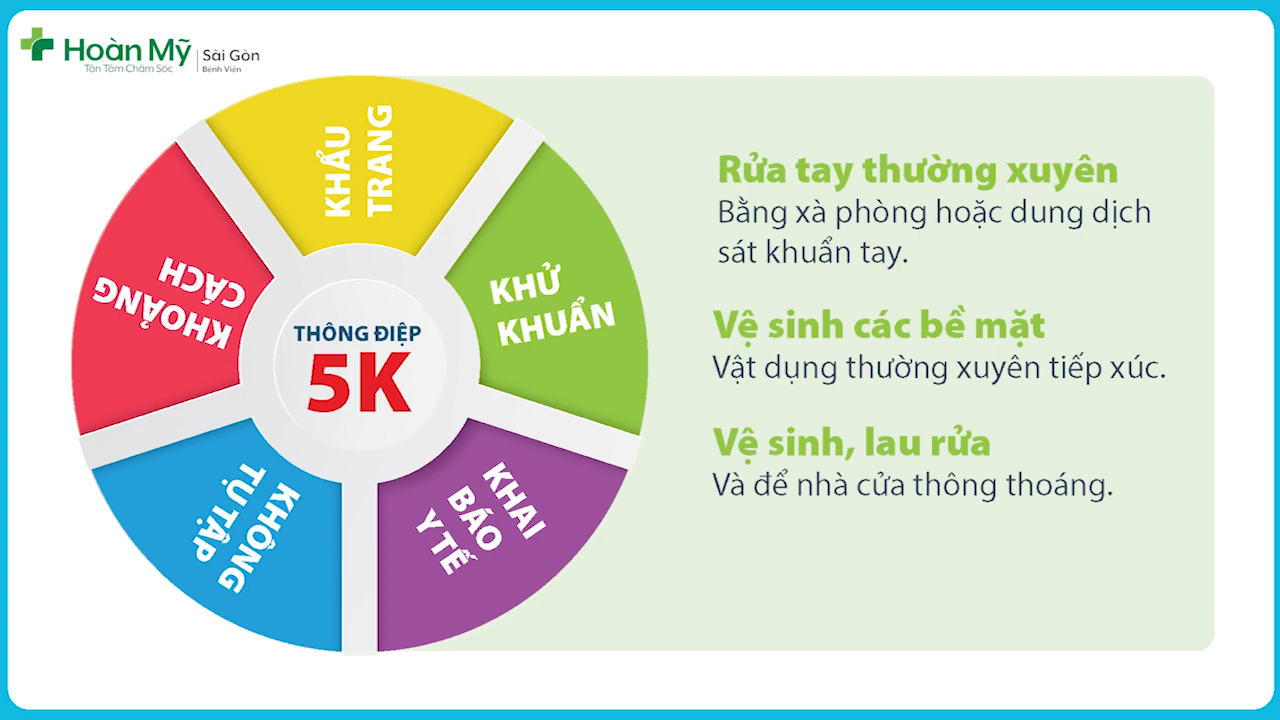 Hoàn Mỹ
Tận Tâm Chăm Sóc
Sài Gòn
Bệnh Viện
KHẨU
TRANG
KHỬ
KHUẨN
KHAI
BÁO
Y TẾ
KHÔNG
TỤ TẬP
KHOẢNG
CÁCH
THÔNG ĐIỆP
5K
Rửa tay thường xuyên
Bằng xà phòng hoặc dung dịch
sát khuẩn tay.
Vệ sinh các bề mặt
Vật dụng thường xuyên tiếp xúc.
Vệ sinh, lau rửa
Và để nhà cửa thông thoáng.